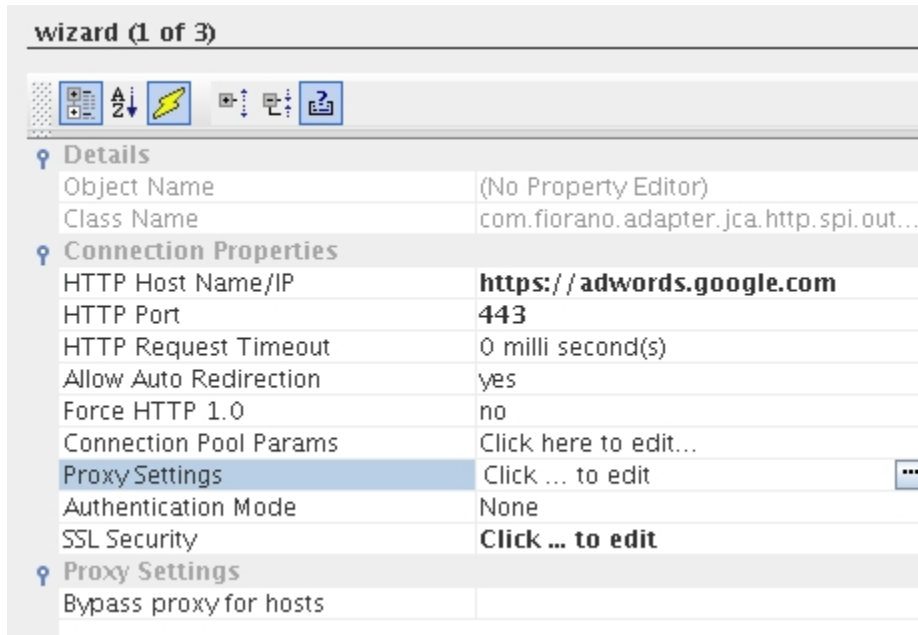 wizard (1 of 3)
Details
Object Name (No Property Editor)
Class Name com.fiorano.adapter.jca.http.spi.out...
Connection Properties
HTTP Host Name/IP https://adwords.google.com
HTTP Port 443
HTTP Request Timeout 0 milli second(s)
Allow Auto Redirection yes
Force HTTP 1.0 no
Connection Pool Params Click here to edit...
Proxy Settings Click ... to edit ...
Authentication Mode None
SSL Security Click ... to edit
Proxy Settings
Bypass proxy for hosts